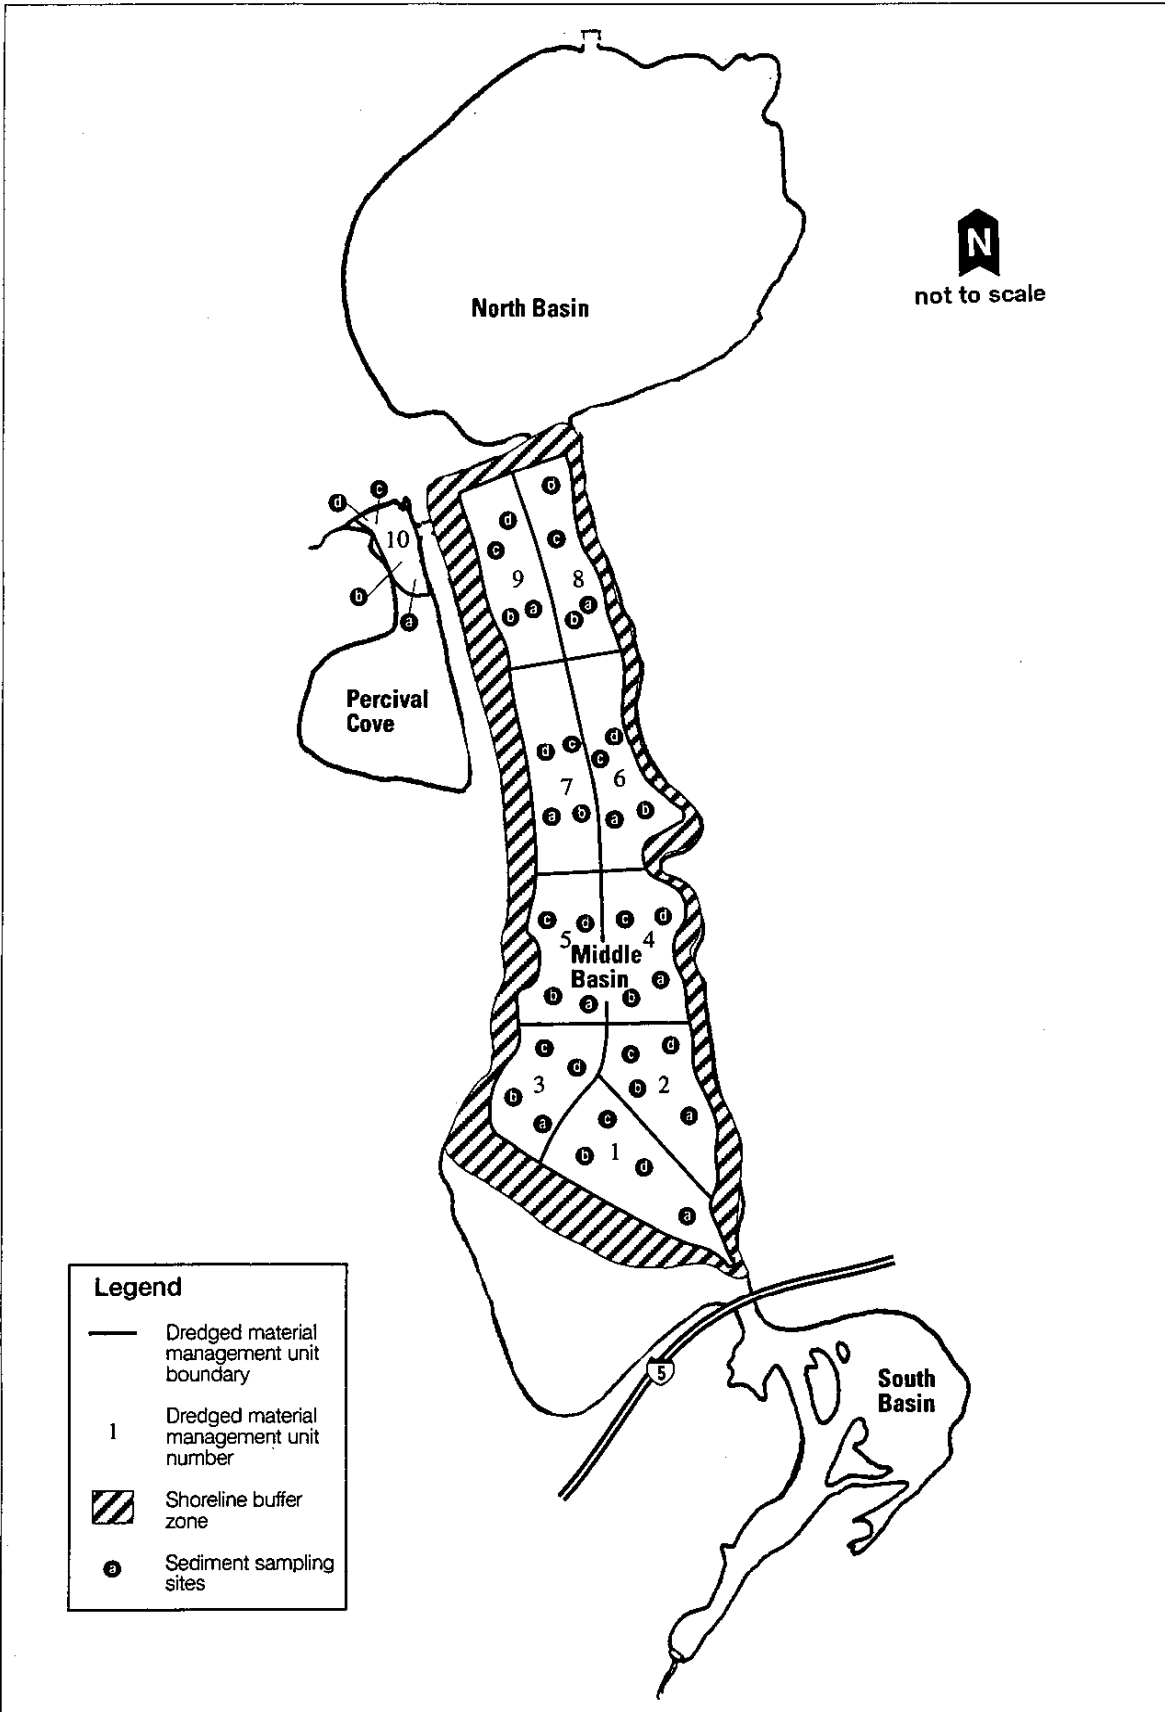 N
not to scale
North Basin
d
c
d
c
d
10
c
c
9
8
b
b
a
a
b
a
Percival
Cove
d
c
d
c
7
6
a
b
a
b
c
d
c
d
5
4
Middle
Basin
a
b
a
b
c
d
c
d
3
b
2
b
a
c
a
b
1
d
a
5
South
Basin
Legend
Dredged material
management unit
boundary
1
Dredged material
management unit
number
Shoreline buffer
zone
a
Sediment sampling
sites